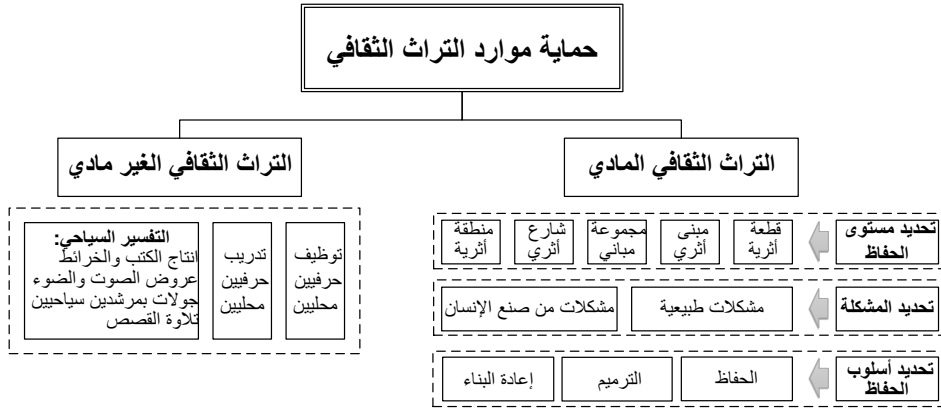 حماية موارد التراث الثقافي
التراث الثقافي المادي
تحديد مستوى
الحفاظ
قطعة
أثرية
مبنى
أثري
مجموعة
مباني
شارع
أثري
منطقة
أثرية
تحديد المشكلة
مشكلات طبيعية
مشكلات من صنع الإنسان
تحديد أسلوب
الحفاظ
الحفاظ
الترميم
إعادة البناء
التراث الثقافي الغير مادي
توظيف
حرفيين
محليين
تدريب
حرفيين
محليين
التفسير السياحي:
انتاج الكتب والخرائط
عروض الصوت والضوء
جولات بمرشدين سياحيين
تلاوة القصص